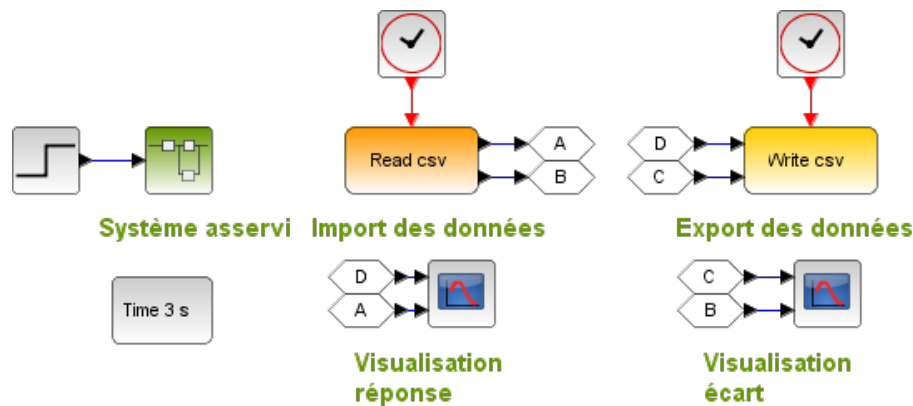 Read csv
A
B
D
C
Write csv
Système asservi
Import des données
Export des données
Time 3 s
D
A
C
B
Visualisation
réponse
Visualisation
écart